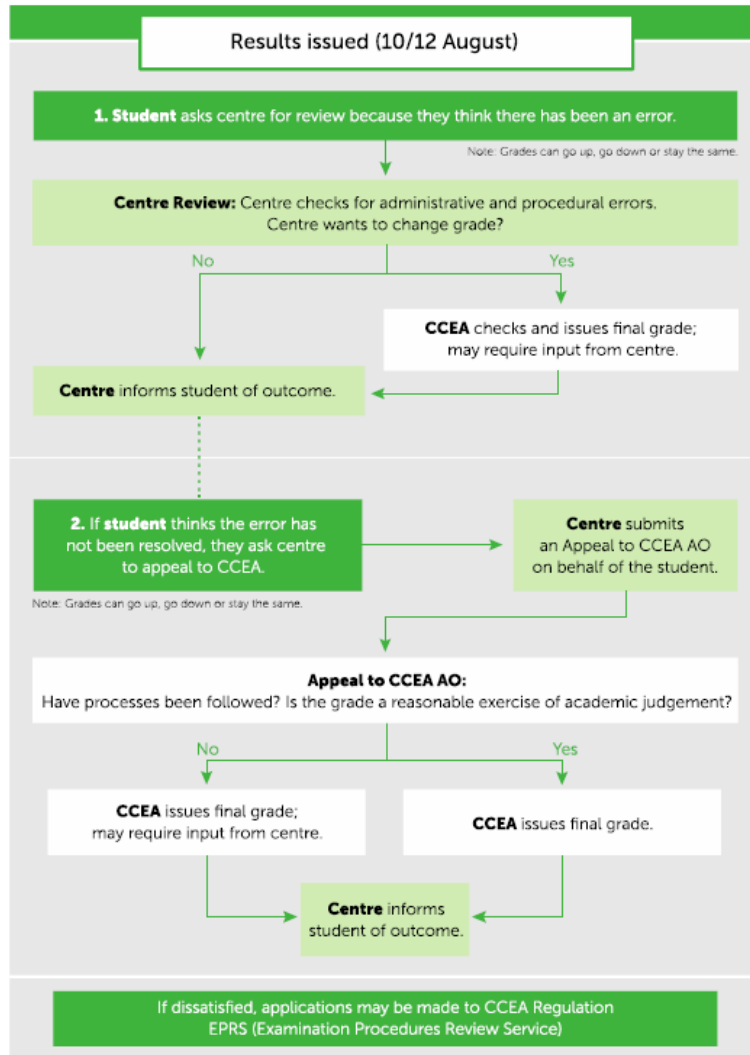 Results issued (10/12 August)
1. Student asks centre for review because they think there has been an error.
Note: Grades can go up, go down or stay the same.
Centre Review: Centre checks for administrative and procedural errors.
Centre wants to change grade?
No
Yes
CCEA checks and issues final grade;
may require input from centre.
Centre informs student of outcome.
2. If student thinks the error has
not been resolved, they ask centre
to appeal to CCEA.
Centre submits
an Appeal to CCEA AO
on behalf of the student.
Note: Grades can go up, go down or stay the same.
Appeal to CCEA AO:
Have processes been followed? Is the grade a reasonable exercise of academic judgement?
No
Yes
CCEA issues final grade;
may require input from centre.
CCEA issues final grade.
Centre informs
student of outcome.
If dissatisfied, applications may be made to CCEA Regulation
EPRS (Examination Procedures Review Service)